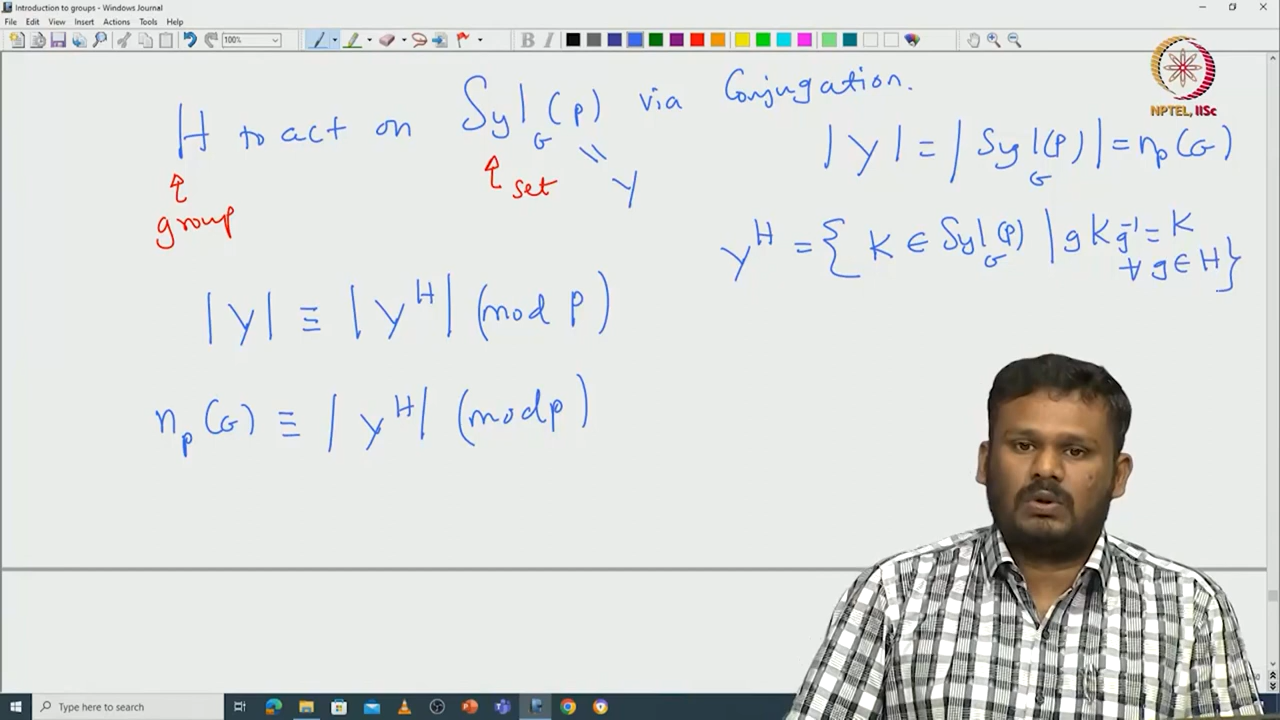 Introduction to groups - Windows Journal
File Edit View Insert Actions Tools Help
100%
B I
NPTEL, IISc
H to act on Syl_G(p) via Conjugation.
= Y
↑ group
↑ set
|Y| = |Syl_G(p)| = n_p(G)
Y^H = { K ∈ Syl_G(p) | g K g^-1 = K
∀ g ∈ H }
|Y| ≡ |Y^H| (mod p)
n_p(G) ≡ |Y^H| (mod p)
Type here to search